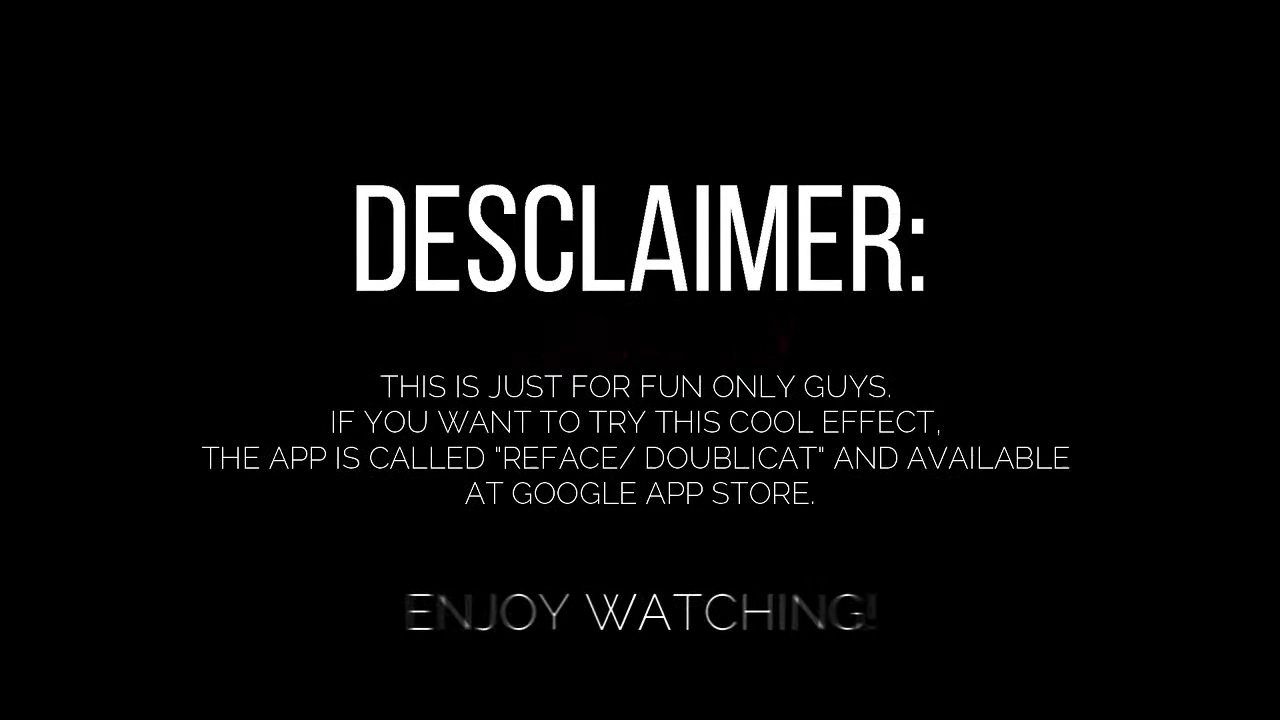 DESCLAIMER:
THIS IS JUST FOR FUN ONLY GUYS.
IF YOU WANT TO TRY THIS COOL EFFECT,
THE APP IS CALLED "REFACE/ DOUBLICAT" AND AVAILABLE
AT GOOGLE APP STORE.
ENJOY WATCHING!